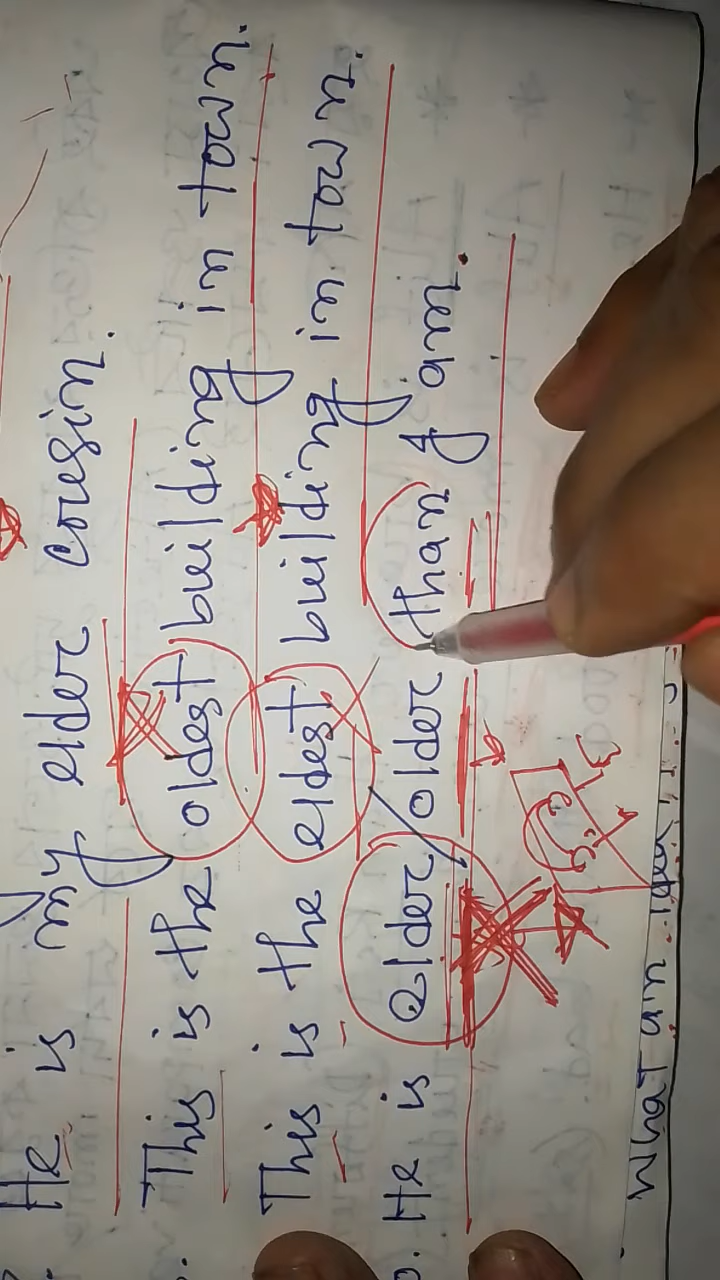 He is my elder cousin.
This is the oldest building in town.
This is the eldest building in town.
He is elder/older than I am.
What an